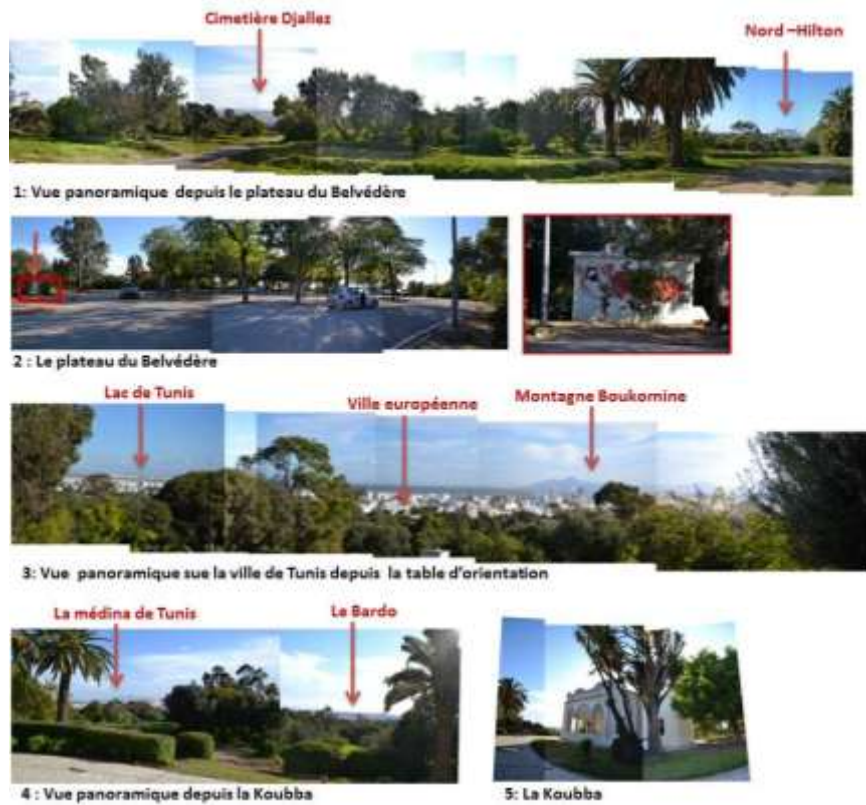 Cimetière Djallez
Nord –Hilton
1: Vue panoramique depuis le plateau du Belvédère
2 : Le plateau du Belvédère
Lac de Tunis
Ville européenne
Montagne Boukornine
3: Vue panoramique sue la ville de Tunis depuis la table d'orientation
La médina de Tunis
Le Bardo
4 : Vue panoramique depuis la Koubba
5: La Koubba